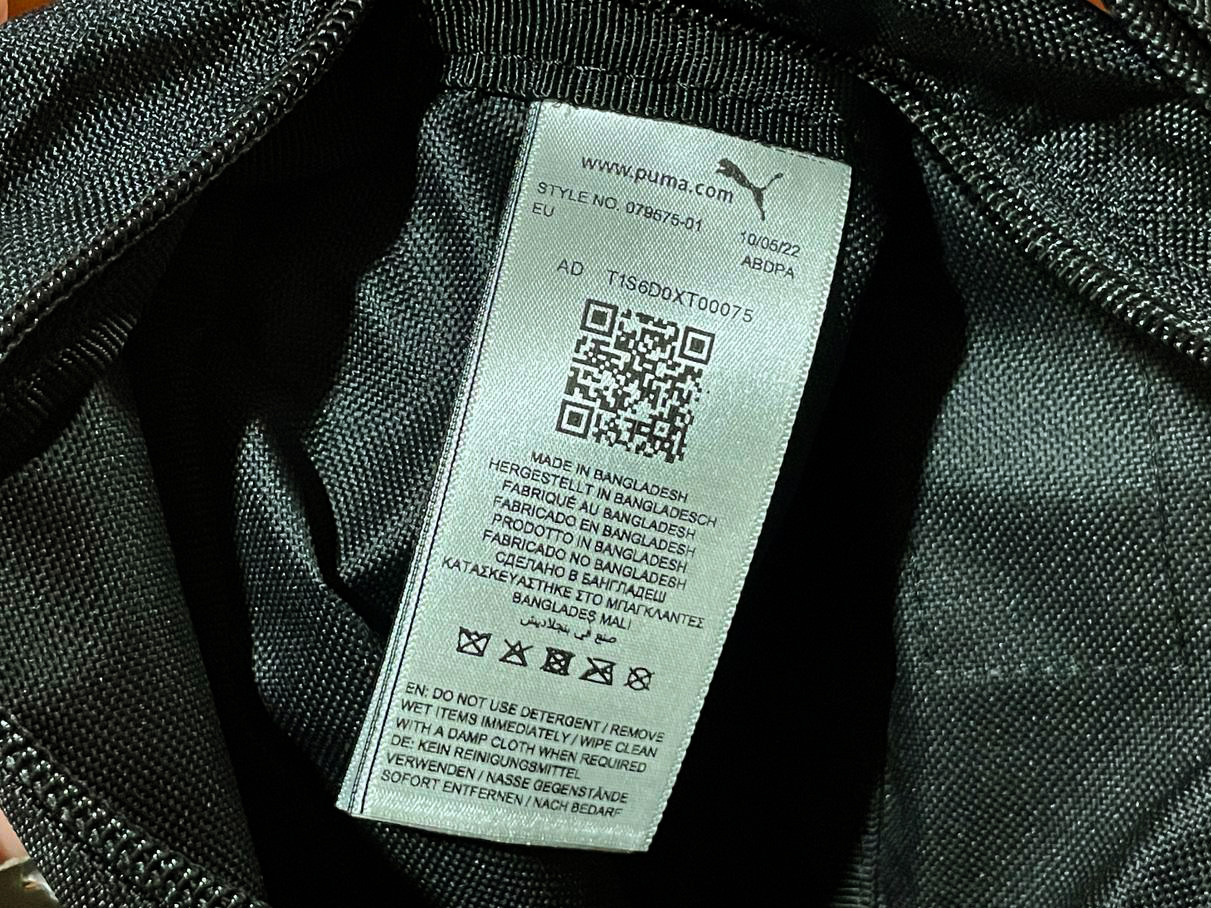 www.puma.com
STYLE NO. 079675-01
EU
10/05/22
ABDPA
AD T1S6D0XT00075
MADE IN BANGLADESH
HERGESTELLT IN BANGLADESCH
FABRIQUÉ AU BANGLADESH
FABRICADO EN BANGLADESH
PRODOTTO IN BANGLADESH
FABRICADO NO BANGLADESH
СДЕЛАНО В БАНГЛАДЕШ
ΚΑΤΑΣΚΕΥΑΣΤΗΚΕ ΣΤΟ ΜΠΑΓΚΛΑΝΤΕΣ
BANGLADEŞ MALI
صنع في بنجلاديش
EN: DO NOT USE DETERGENT / REMOVE
WET ITEMS IMMEDIATELY / WIPE CLEAN
WITH A DAMP CLOTH WHEN REQUIRED
DE: KEIN REINIGUNGSMITTEL
VERWENDEN / NASSE GEGENSTÄNDE
SOFORT ENTFERNEN / NACH BEDARF